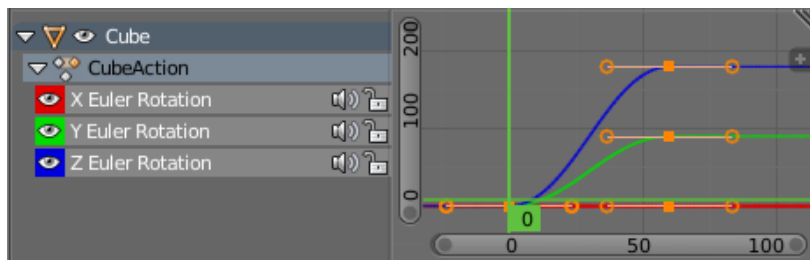 Cube
CubeAction
X Euler Rotation
Y Euler Rotation
Z Euler Rotation
200
100
0
0
0 50 100